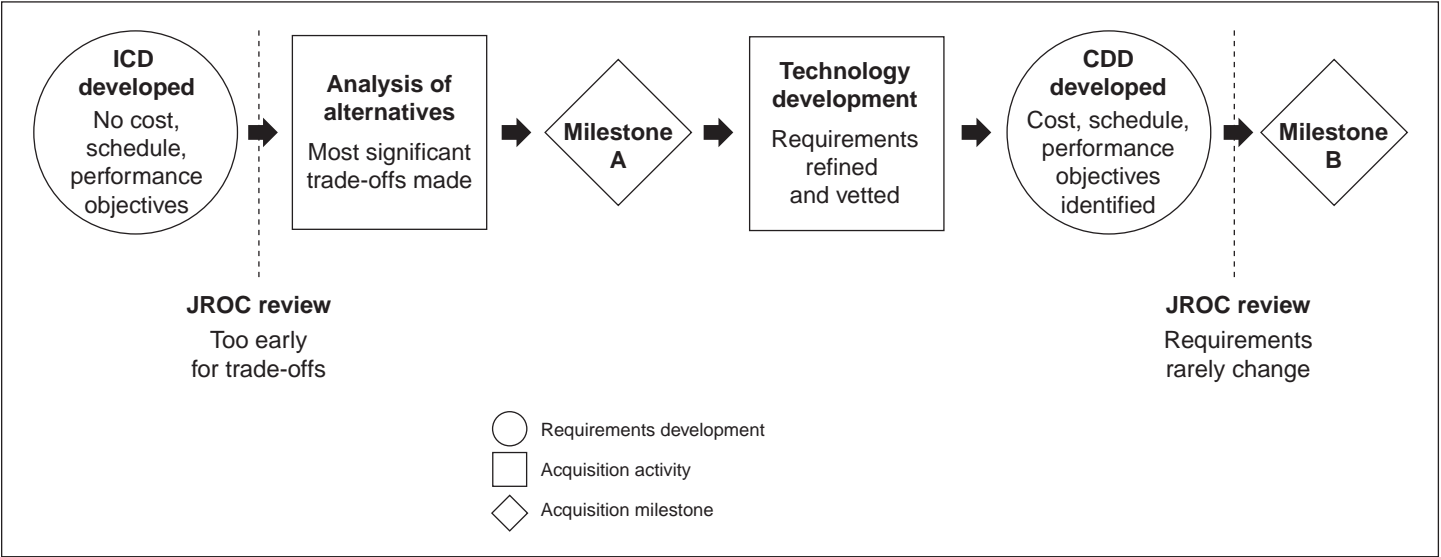 ICD
developed
No cost,
schedule,
performance
objectives
Analysis of
alternatives
Most significant
trade-offs made
Milestone
A
Technology
development
Requirements
refined
and vetted
CDD
developed
Cost, schedule,
performance
objectives
identified
Milestone
B
JROC review
Too early
for trade-offs
JROC review
Requirements
rarely change
Requirements development
Acquisition activity
Acquisition milestone